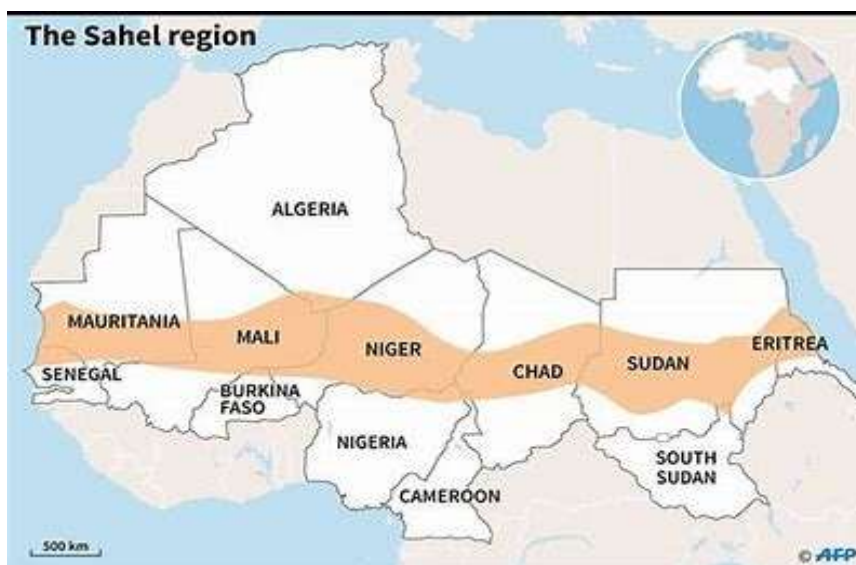 The Sahel region
ALGERIA
MAURITANIA
MALI
NIGER
CHAD
SUDAN
ERITREA
SENEGAL
BURKINA
FASO
NIGERIA
CAMEROON
SOUTH
SUDAN
500 km
© AFP